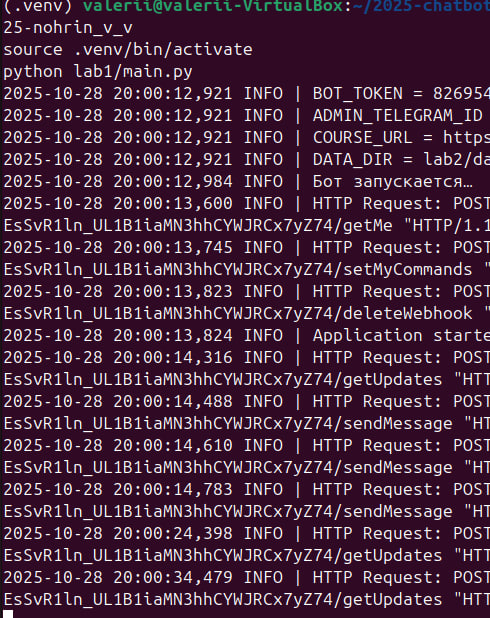 (.venv) valerii@valerii-VirtualBox:~/2025-chatbot
25-nohrin_v_v
source .venv/bin/activate
python lab1/main.py
2025-10-28 20:00:12,921 INFO | BOT_TOKEN = 826954
2025-10-28 20:00:12,921 INFO | ADMIN_TELEGRAM_ID
2025-10-28 20:00:12,921 INFO | COURSE_URL = https
2025-10-28 20:00:12,921 INFO | DATA_DIR = lab2/da
2025-10-28 20:00:12,984 INFO | Бот запускается…
2025-10-28 20:00:13,600 INFO | HTTP Request: POST
EsSvR1ln_UL1B1iaMN3hhCYWJRCx7yZ74/getMe "HTTP/1.1
2025-10-28 20:00:13,745 INFO | HTTP Request: POST
EsSvR1ln_UL1B1iaMN3hhCYWJRCx7yZ74/setMyCommands "
2025-10-28 20:00:13,823 INFO | HTTP Request: POST
EsSvR1ln_UL1B1iaMN3hhCYWJRCx7yZ74/deleteWebhook "
2025-10-28 20:00:13,824 INFO | Application starte
2025-10-28 20:00:14,316 INFO | HTTP Request: POST
EsSvR1ln_UL1B1iaMN3hhCYWJRCx7yZ74/getUpdates "HTT
2025-10-28 20:00:14,488 INFO | HTTP Request: POST
EsSvR1ln_UL1B1iaMN3hhCYWJRCx7yZ74/sendMessage "HT
2025-10-28 20:00:14,610 INFO | HTTP Request: POST
EsSvR1ln_UL1B1iaMN3hhCYWJRCx7yZ74/sendMessage "HT
2025-10-28 20:00:14,783 INFO | HTTP Request: POST
EsSvR1ln_UL1B1iaMN3hhCYWJRCx7yZ74/sendMessage "HT
2025-10-28 20:00:24,398 INFO | HTTP Request: POST
EsSvR1ln_UL1B1iaMN3hhCYWJRCx7yZ74/getUpdates "HTT
2025-10-28 20:00:34,479 INFO | HTTP Request: POST
EsSvR1ln_UL1B1iaMN3hhCYWJRCx7yZ74/getUpdates "HTT